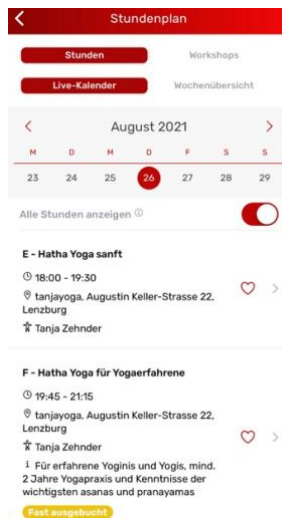 Stundenplan
Stunden Workshops
Live-Kalender Wochenübersicht
August 2021
M D M D F S S
23 24 25 26 27 28 29
Alle Stunden anzeigen
E - Hatha Yoga sanft
18:00 - 19:30
tanjayoga, Augustin Keller-Strasse 22,
Lenzburg
Tanja Zehnder
F - Hatha Yoga für Yogaerfahrene
19:45 - 21:15
tanjayoga, Augustin Keller-Strasse 22,
Lenzburg
Tanja Zehnder
Für erfahrene Yoginis und Yogis, mind.
2 Jahre Yogapraxis und Kenntnisse der
wichtigsten asanas und pranayamas
Fast ausgebucht